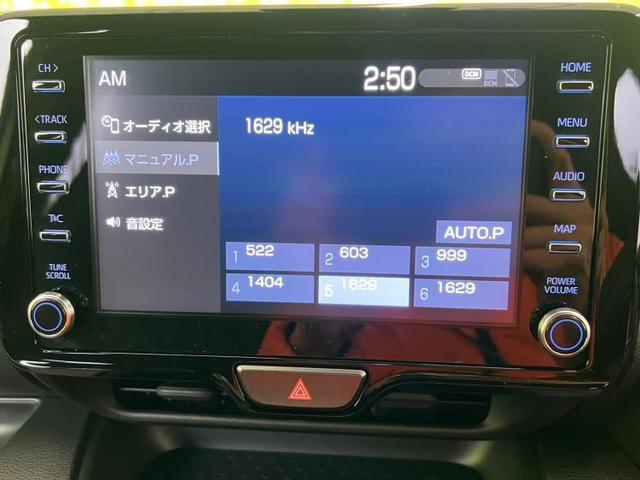 CH >
<TRACK
PHONE
T/C
TUNE
SCROLL
AM
2:50
DCM
DCM
オーディオ選択
マニュアル.P
エリア.P
音設定
1629 kHz
AUTO.P
1 522
2 603
3 999
4 1404
5 1629
6 1629
HOME
MENU
AUDIO
MAP
POWER
VOLUME